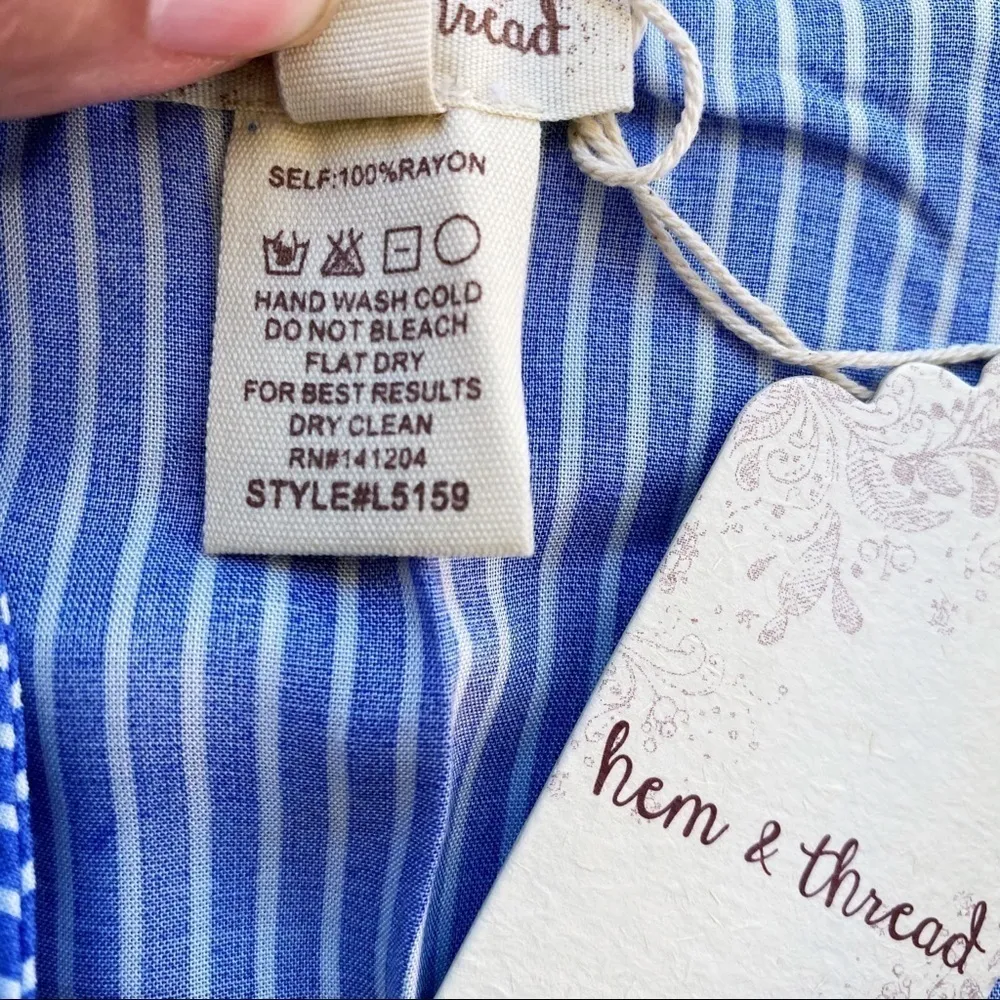 thread
SELF:100%RAYON
HAND WASH COLD
DO NOT BLEACH
FLAT DRY
FOR BEST RESULTS
DRY CLEAN
RN#141204
STYLE#L5159
hem & thread